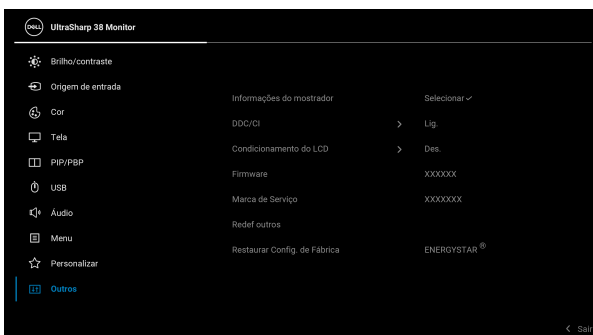 DELL UltraSharp 38 Monitor
Brilho/contraste
Origem de entrada
Cor
Tela
PIP/PBP
USB
Áudio
Menu
Personalizar
Outros
Informações do mostrador Selecionar ✓
DDC/CI > Lig.
Condicionamento do LCD > Des.
Firmware XXXXXX
Marca de Serviço XXXXXXX
Redef outros
Restaurar Config. de Fábrica ENERGYSTAR ®
< Sair